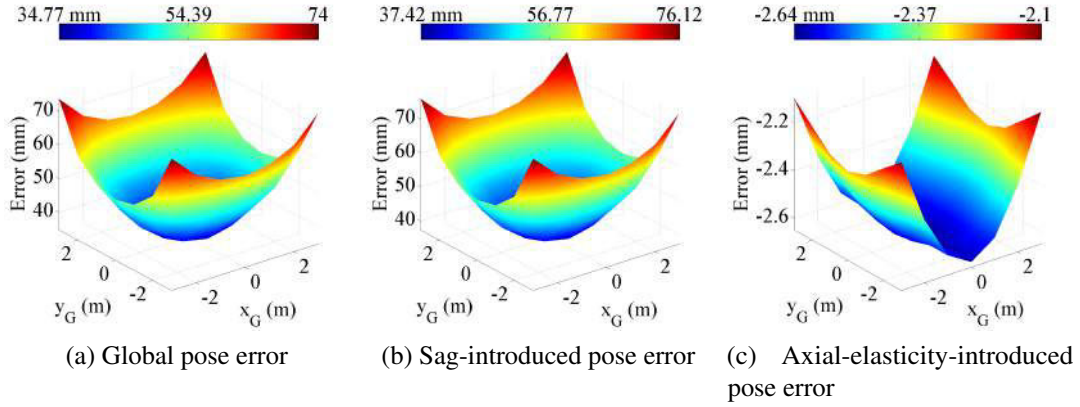 34.77 mm 54.39 74
Error (mm)
70
60
50
40
2
0
-2
y_G (m)
-2
0
2
x_G (m)
(a) Global pose error
37.42 mm 56.77 76.12
Error (mm)
70
60
50
40
2
0
-2
y_G (m)
-2
0
2
x_G (m)
(b) Sag-introduced pose error
-2.64 mm -2.37 -2.1
Error (mm)
-2.2
-2.4
-2.6
2
0
-2
y_G (m)
-2
0
2
x_G (m)
(c) Axial-elasticity-introduced
pose error